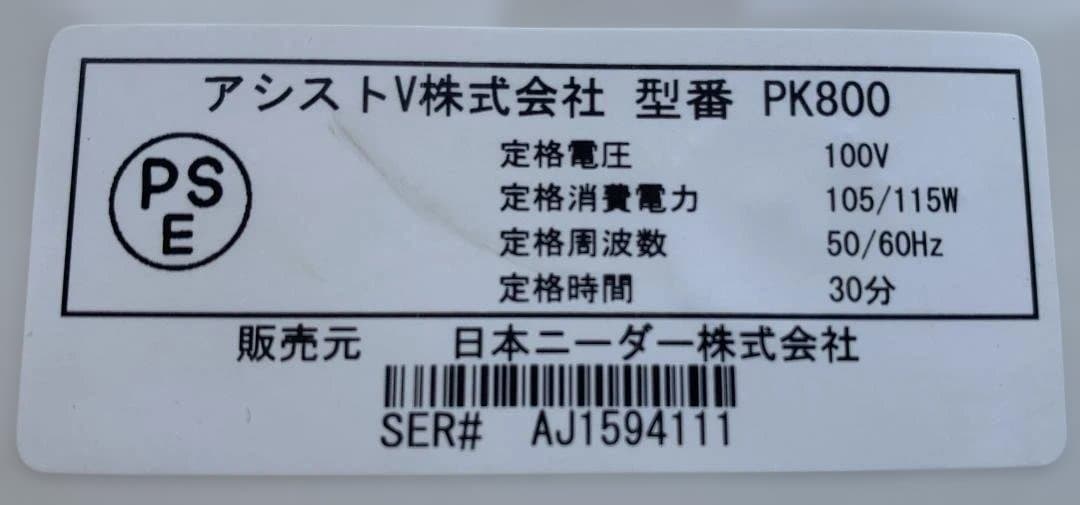 アシストV株式会社 型番 PK800
PS
E
定格電圧 100V
定格消費電力 105/115W
定格周波数 50/60Hz
定格時間 30分
販売元 日本ニーダー株式会社
SER# AJ1594111